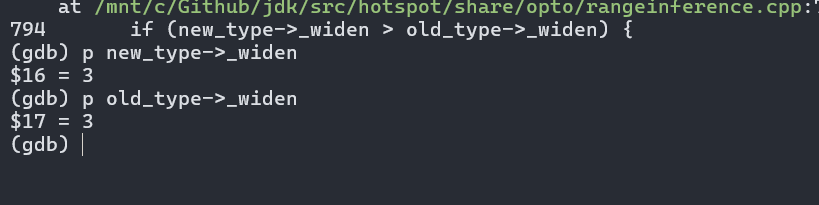 at /mnt/c/Github/jdk/src/hotspot/share/opto/rangeinference.cpp:
794 if (new_type->_widen > old_type->_widen) {
(gdb) p new_type->_widen
$16 = 3
(gdb) p old_type->_widen
$17 = 3
(gdb)